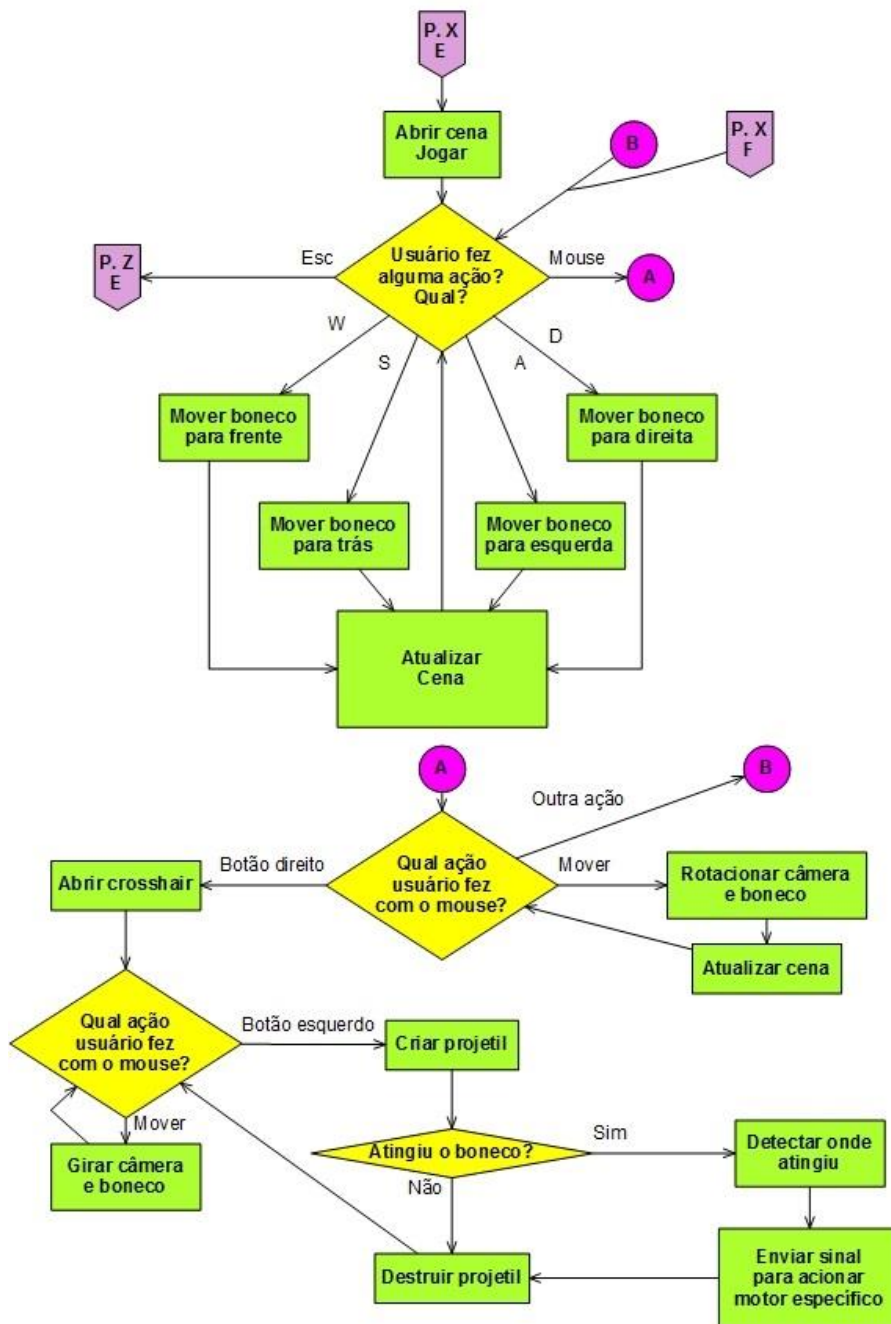 P. X
E
Abrir cena
Jogar
B
P. X
F
P. Z
E
Esc
Usuário fez
alguma ação?
Qual?
Mouse
A
W
S
A
D
Mover boneco
para frente
Mover boneco
para direita
Mover boneco
para trás
Mover boneco
para esquerda
Atualizar
Cena
A
B
Outra ação
Abrir crosshair
Botão direito
Qual ação
usuário fez
com o mouse?
Mover
Rotacionar câmera
e boneco
Atualizar cena
Qual ação
usuário fez
com o mouse?
Botão esquerdo
Criar projetil
Mover
Girar câmera
e boneco
Atingiu o boneco?
Sim
Não
Detectar onde
atingiu
Destruir projetil
Enviar sinal
para acionar
motor específico